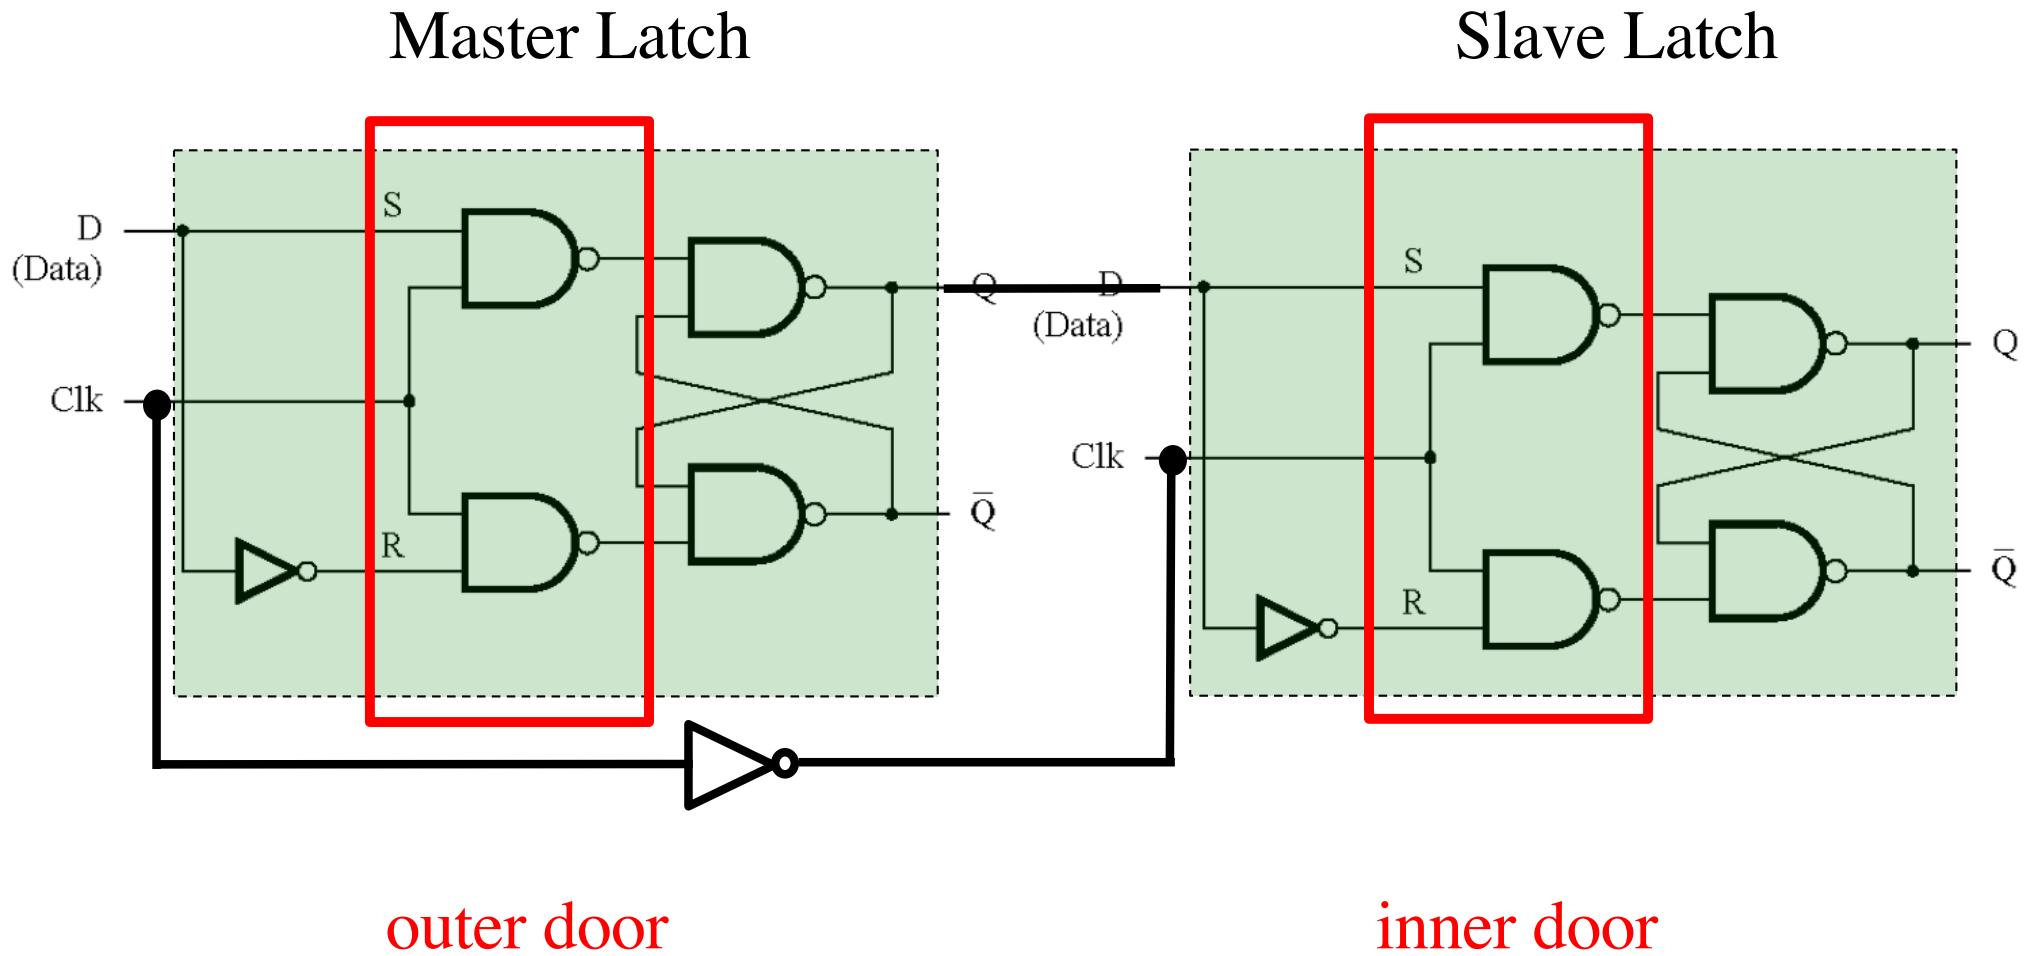 Master Latch
Slave Latch
D
(Data)
S
Clk
R
Q
Q̅
D
(Data)
S
Clk
R
Q
Q̅
outer door
inner door